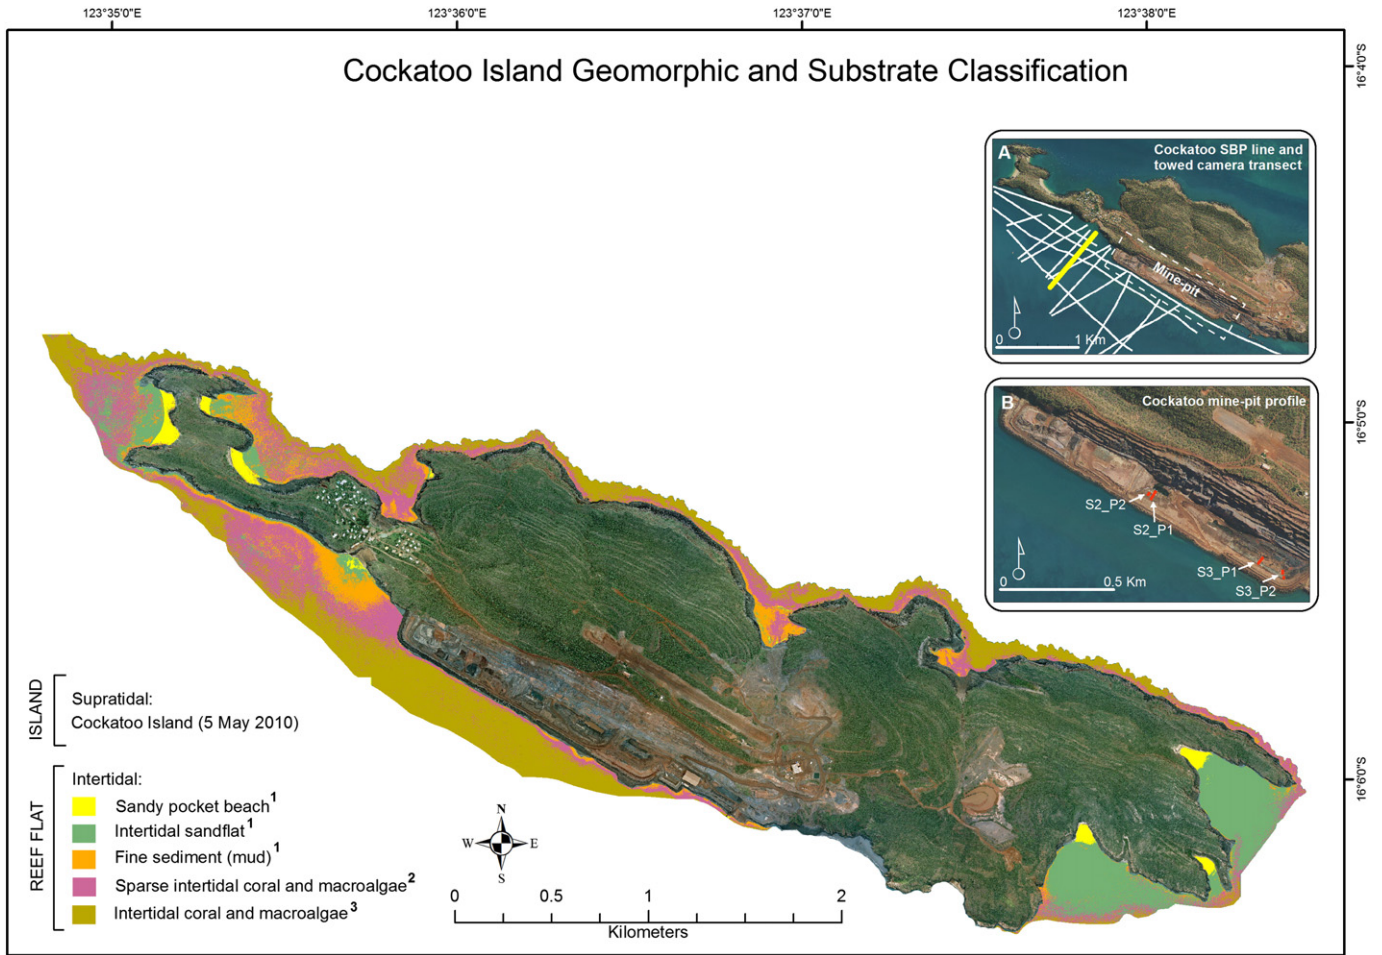 123°35'0"E
123°36'0"E
123°37'0"E
123°38'0"E
16°4'0"S
16°5'0"S
16°6'0"S
Cockatoo Island Geomorphic and Substrate Classification
A
Cockatoo SBP line and
towed camera transect
Mine-pit
0 1 Km
B
Cockatoo mine-pit profile
S2_P2
S2_P1
S3_P1
S3_P2
0 0.5 Km
ISLAND
Supratidal:
Cockatoo Island (5 May 2010)
REEF FLAT
Intertidal:
Sandy pocket beach1
Intertidal sandflat1
Fine sediment (mud)1
Sparse intertidal coral and macroalgae2
Intertidal coral and macroalgae3
N
W E
S
0 0.5 1 2
Kilometers